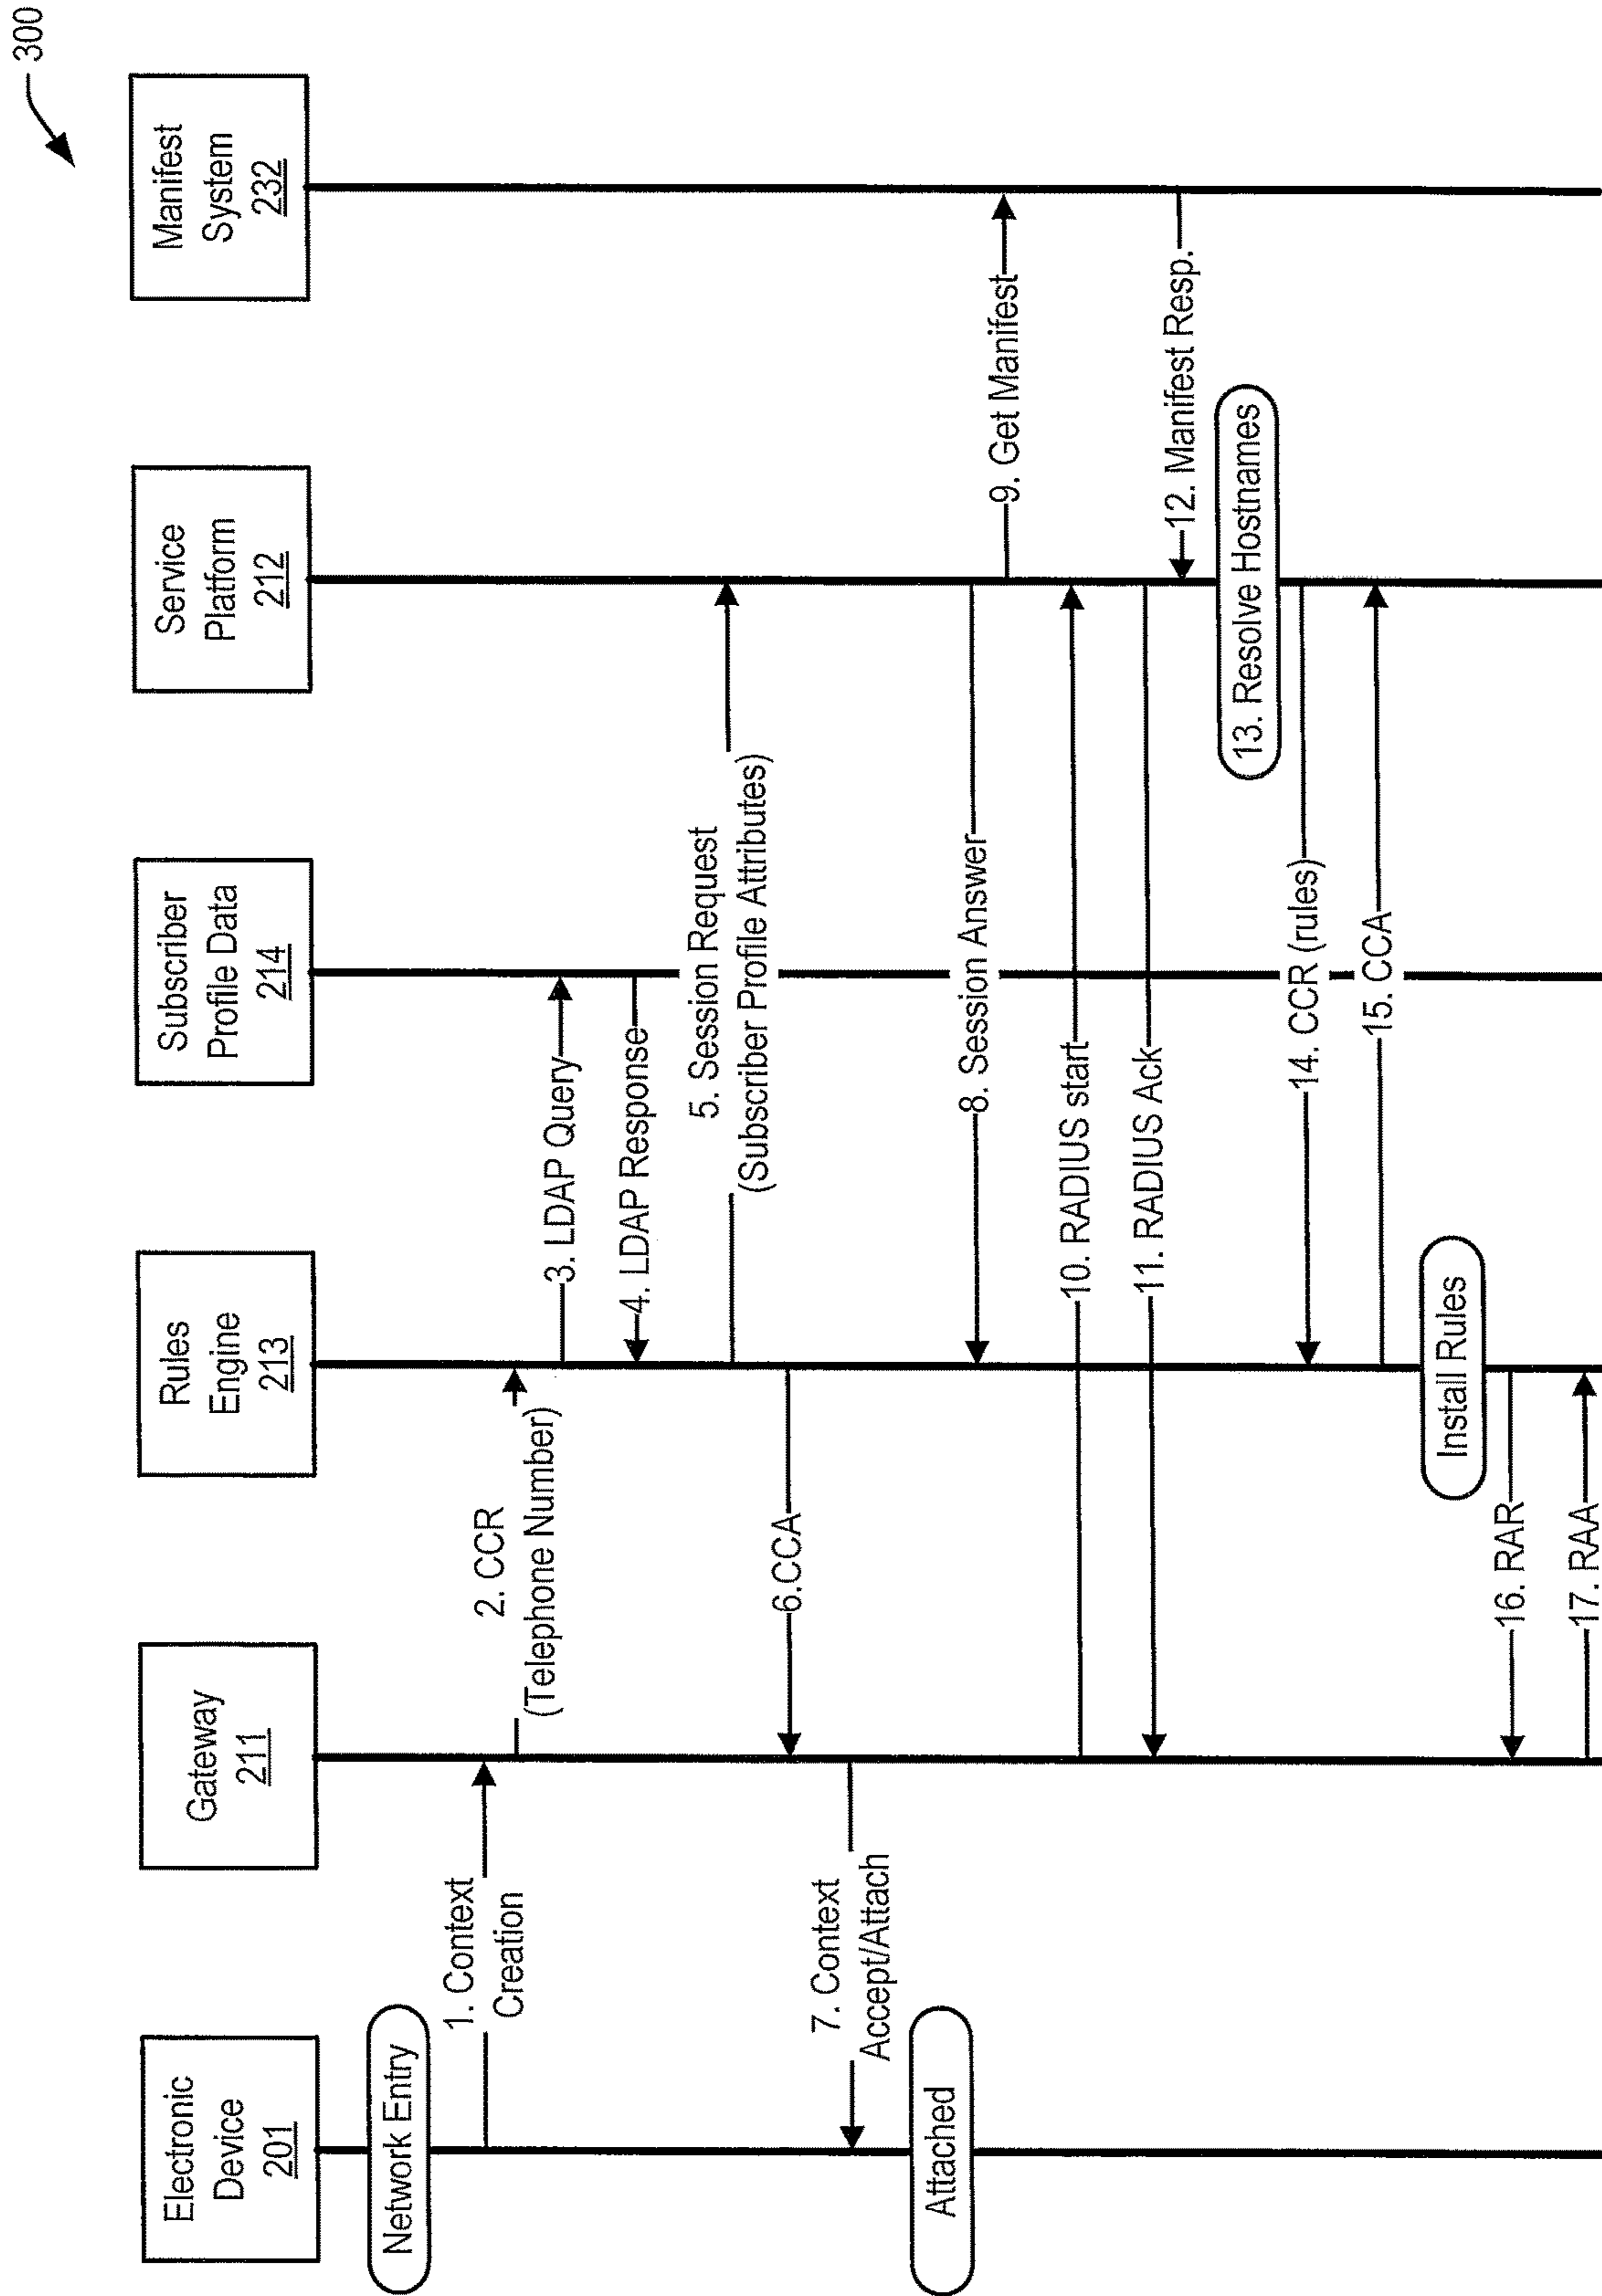 300
Electronic
Device
201
Gateway
211
Rules
Engine
213
Subscriber
Profile Data
214
Service
Platform
212
Manifest
System
232
Network Entry
1. Context
Creation
2. CCR
(Telephone Number)
3. LDAP Query
4. LDAP Response
5. Session Request
(Subscriber Profile Attributes)
6.CCA
7. Context
Accept/Attach
Attached
8. Session Answer
9. Get Manifest
10. RADIUS start
11. RADIUS Ack
12. Manifest Resp.
13. Resolve Hostnames
14. CCR (rules)
15. CCA
Install Rules
16. RAR
17. RAA